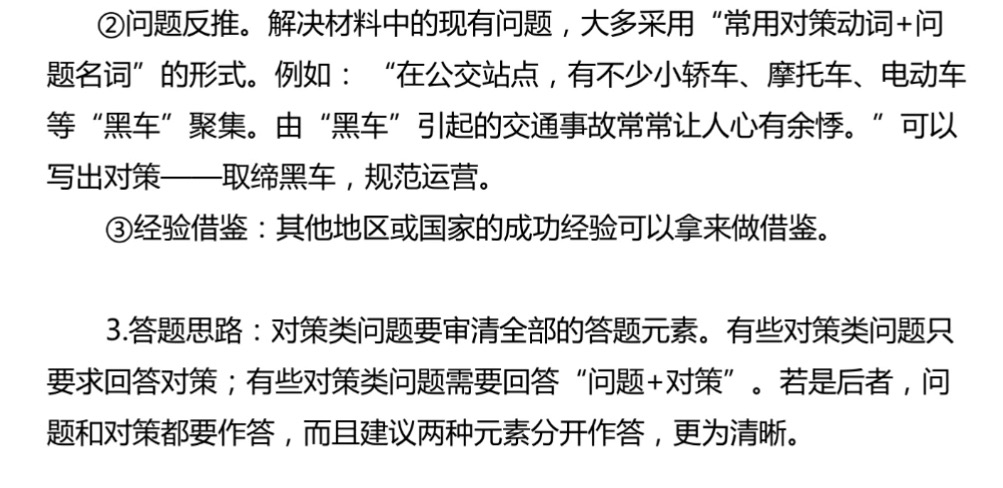 ②问题反推。解决材料中的现有问题，大多采用“常用对策动词+问
题名词”的形式。例如： “在公交站点，有不少小轿车、摩托车、电动车
等“黑车”聚集。由“黑车”引起的交通事故常常让人心有余悸。”可以
写出对策——取缔黑车，规范运营。
③经验借鉴：其他地区或国家的成功经验可以拿来做借鉴。
3.答题思路：对策类问题要审清全部的答题元素。有些对策类问题只
要求回答对策；有些对策类问题需要回答“问题+对策”。若是后者，问
题和对策都要作答，而且建议两种元素分开作答，更为清晰。